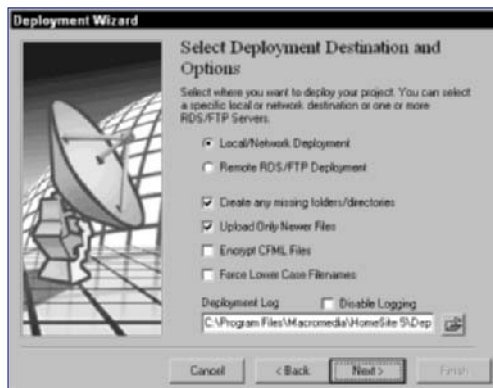 Deployment Wizard
Select Deployment Destination and
Options
Select where you want to deploy your project. You can select
a specific local or network destination or one or more
RDS/FTP Servers.
Local/Network Deployment
Remote RDS/FTP Deployment
Create any missing folders/directories
Upload Only Newer Files
Encrypt CFML Files
Force Lower Case Filenames
Deployment Log
Disable Logging
C:\Program Files\Macromedia\HomeSite 5\Dep
Cancel
< Back
Next >
Finish